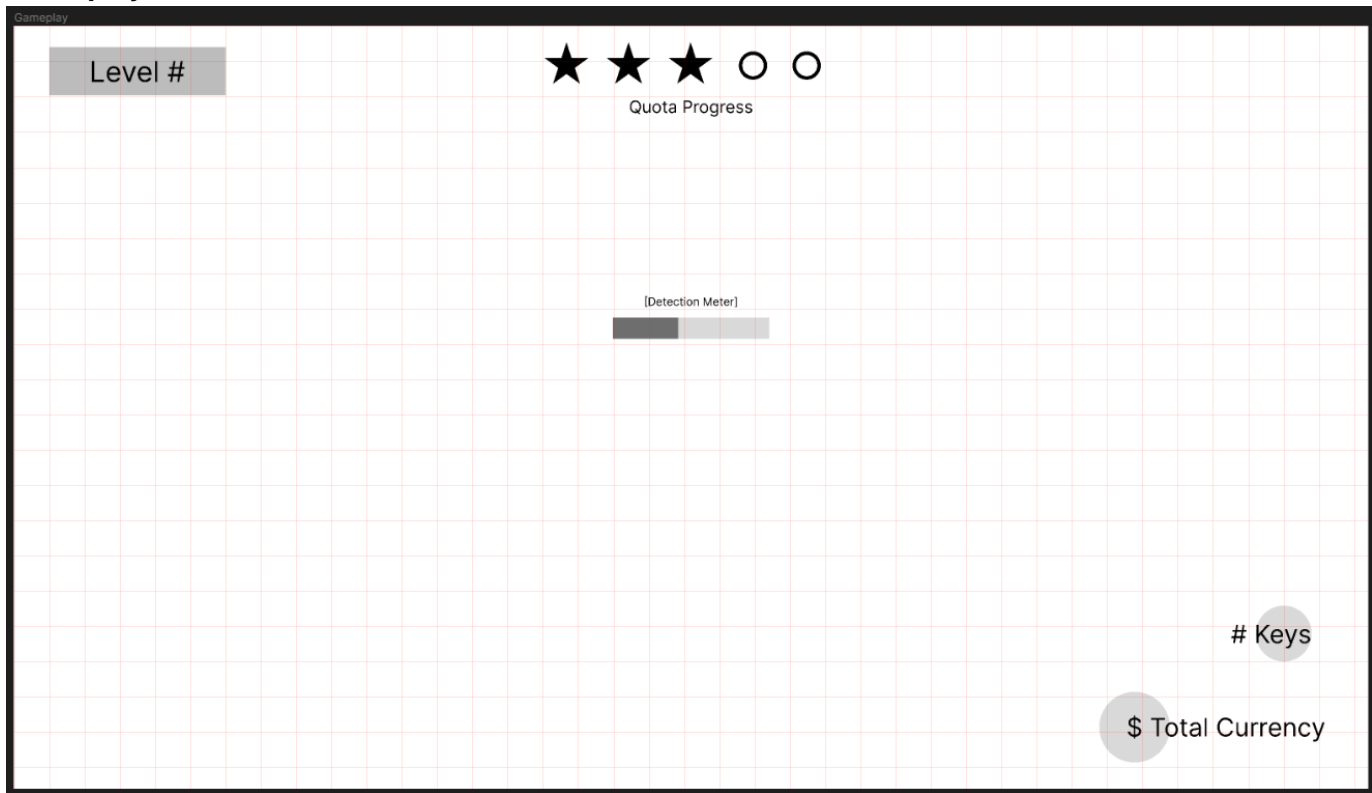 Gameplay
Level #
Quota Progress
[Detection Meter]
# Keys
$ Total Currency